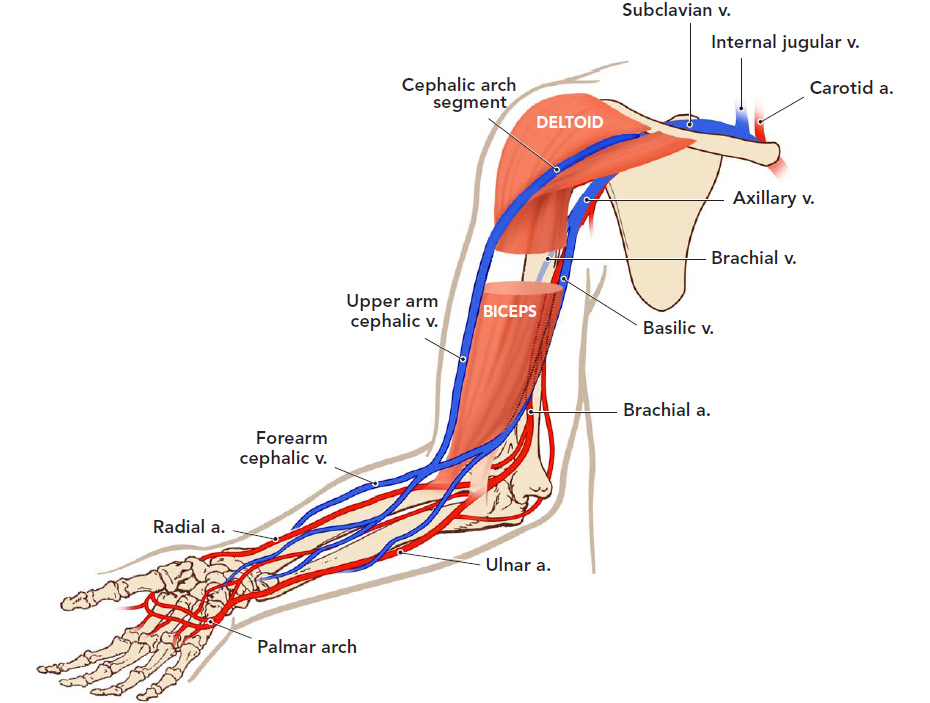 Subclavian v.
Internal jugular v.
Carotid a.
Cephalic arch
segment
DELTOID
Axillary v.
Brachial v.
Upper arm
cephalic v.
BICEPS
Basilic v.
Brachial a.
Forearm
cephalic v.
Radial a.
Ulnar a.
Palmar arch